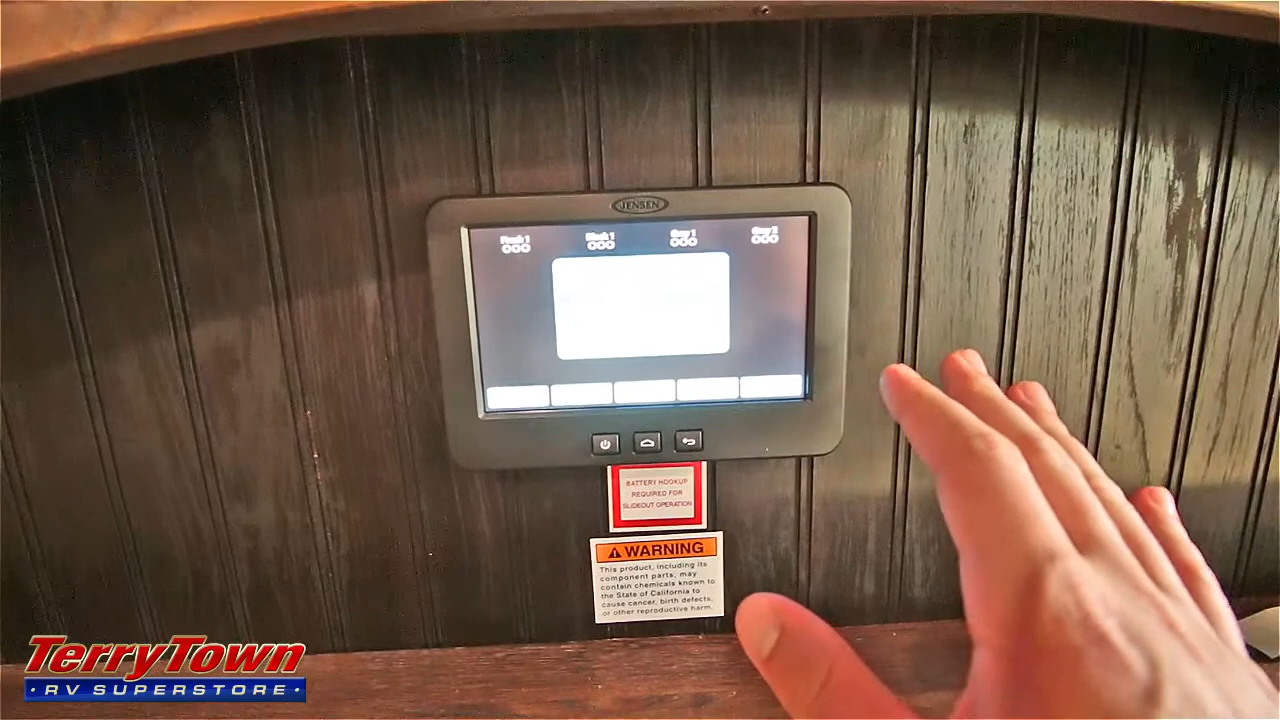 JENSEN
Fresh 1
Black 1
Gray 1
Gray 2
BATTERY HOOKUP
REQUIRED FOR
SLIDEOUT OPERATION
WARNING
This product, including its
component parts, may
contain chemicals known to
the State of California to
cause cancer, birth defects,
or other reproductive harm.
TerryTown
· RV SUPERSTORE ·